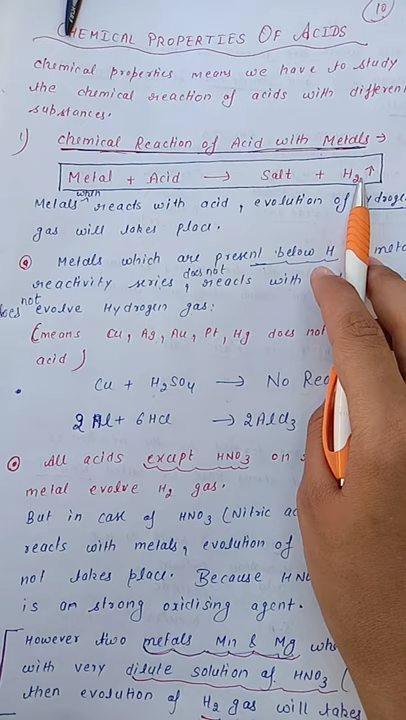 10
CHEMICAL PROPERTIES OF ACIDS
chemical properties means we have to study
the chemical reaction of acids with different
substances.
1) chemical Reaction of Acid with Metals →
Metal + Acid → Salt + H2 ↑
when
Metals reacts with acid, evolution of hydrogen
gas will takes place.
Metals which are present below H
does not
reactivity series, reacts with
not
does evolve Hydrogen gas:
(means Cu, Ag, Au, Pt, Hg does not
acid)
Cu + H2SO4 → No
2 Al + 6 HCl → 2AlCl3
All acids except HNO3 on
metal evolve H2 gas.
But in case of HNO3 (Nitric
reacts with metals, evolution of
not takes place. Because
is an strong oxidising agent.
However two metals Mn & Mg
with very dilute solution of HNO3 (
then evolution of H2 gas will takes